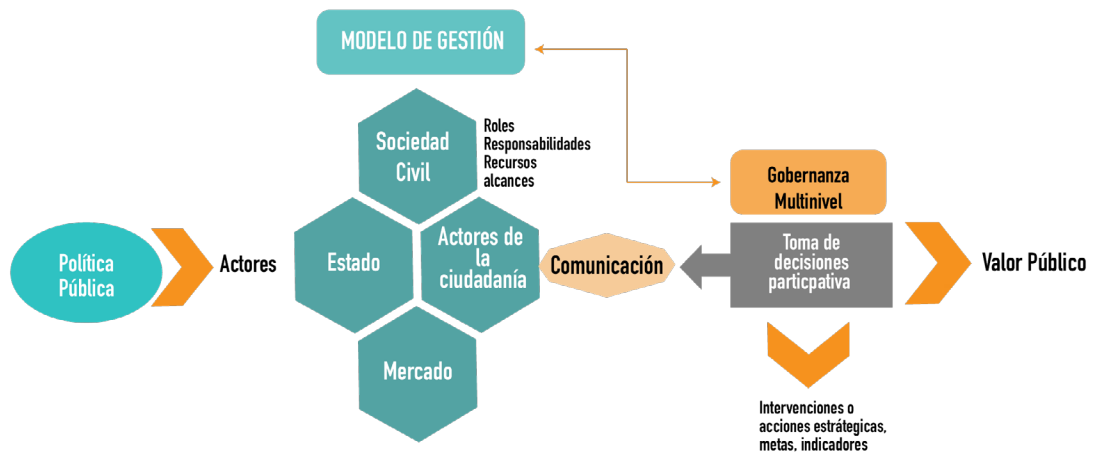 MODELO DE GESTIÓN
Sociedad
Civil
Roles
Responsabilidades
Recursos
alcances
Gobernanza
Multinivel
Política
Pública
Actores
Estado
Actores de
la
ciudadanía
Comunicación
Toma de
decisiones
particpativa
Valor Público
Mercado
Intervenciones o
acciones estrátegicas,
metas, indicadores